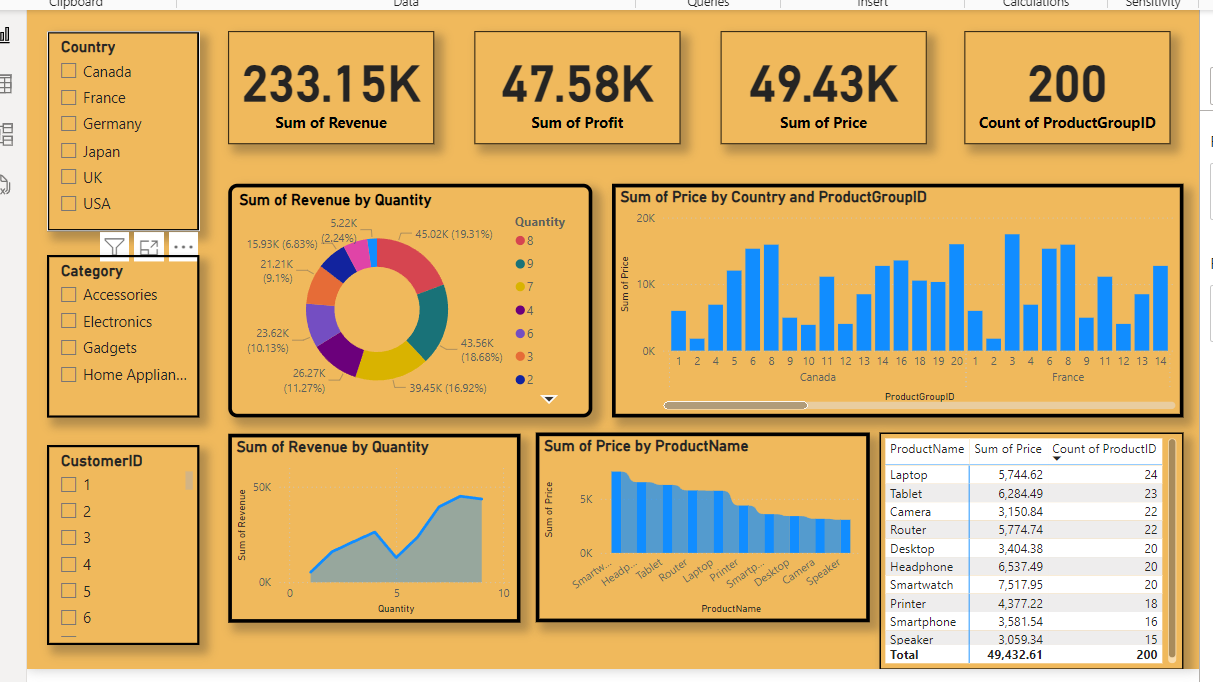 Clipboard
Data
Queries
Insert
Calculations
Sensitivity
Country
Canada
France
Germany
Japan
UK
USA
233.15K
Sum of Revenue
47.58K
Sum of Profit
49.43K
Sum of Price
200
Count of ProductGroupID
Category
Accessories
Electronics
Gadgets
Home Applian...
CustomerID
1
2
3
4
5
6
Sum of Revenue by Quantity
5.22K
(2.24%)
45.02K (19.31%)
15.93K (6.83%)
21.21K
(9.1%)
23.62K
(10.13%)
26.27K
(11.27%)
39.45K (16.92%)
43.56K
(18.68%)
Quantity
8
9
7
4
6
3
2
Sum of Price by Country and ProductGroupID
Sum of Price
20K
10K
0K
1 2 4 5 6 8 9 10 11 12 13 14 16 18 19 20 1 2 3 4 6 8 9 11 12 13 14
Canada
France
ProductGroupID
Sum of Revenue by Quantity
Sum of Revenue
50K
0K
0 5 10
Quantity
Sum of Price by ProductName
Sum of Price
5K
0K
Smartw... Headp... Tablet Router Laptop Printer Smartp... Desktop Camera Speaker
ProductName
ProductName Sum of Price Count of ProductID
Laptop 5,744.62 24
Tablet 6,284.49 23
Camera 3,150.84 22
Router 5,774.74 22
Desktop 3,404.38 20
Headphone 6,537.49 20
Smartwatch 7,517.95 20
Printer 4,377.22 18
Smartphone 3,581.54 16
Speaker 3,059.34 15
Total 49,432.61 200